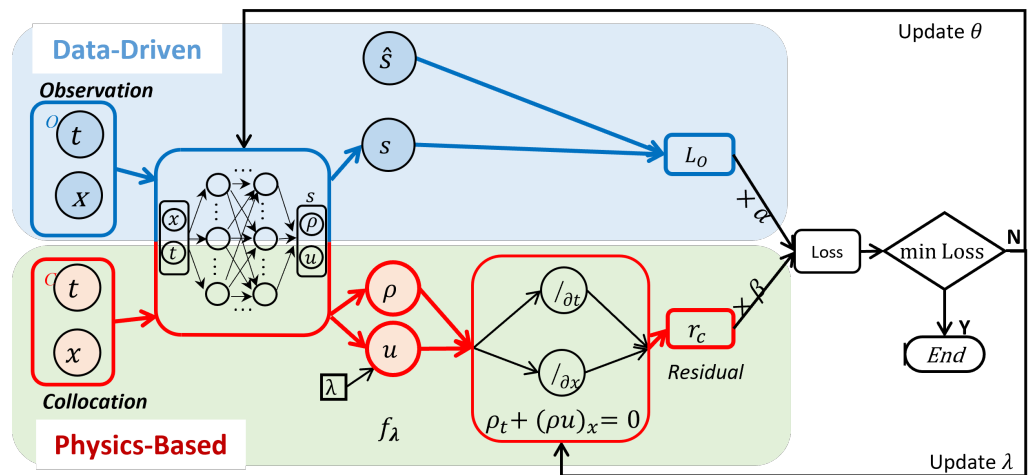 Update θ
Data-Driven
Observation
O
t
x
ŝ
s
L_O
+ α
...
...
s
x
t
ρ
u
...
...
Loss
min Loss
N
Y
End
C
t
x
Collocation
Physics-Based
ρ
u
λ
f_λ
/∂t
/∂x
ρ_t + (ρu)_x = 0
r_c
× β
Residual
Update λ